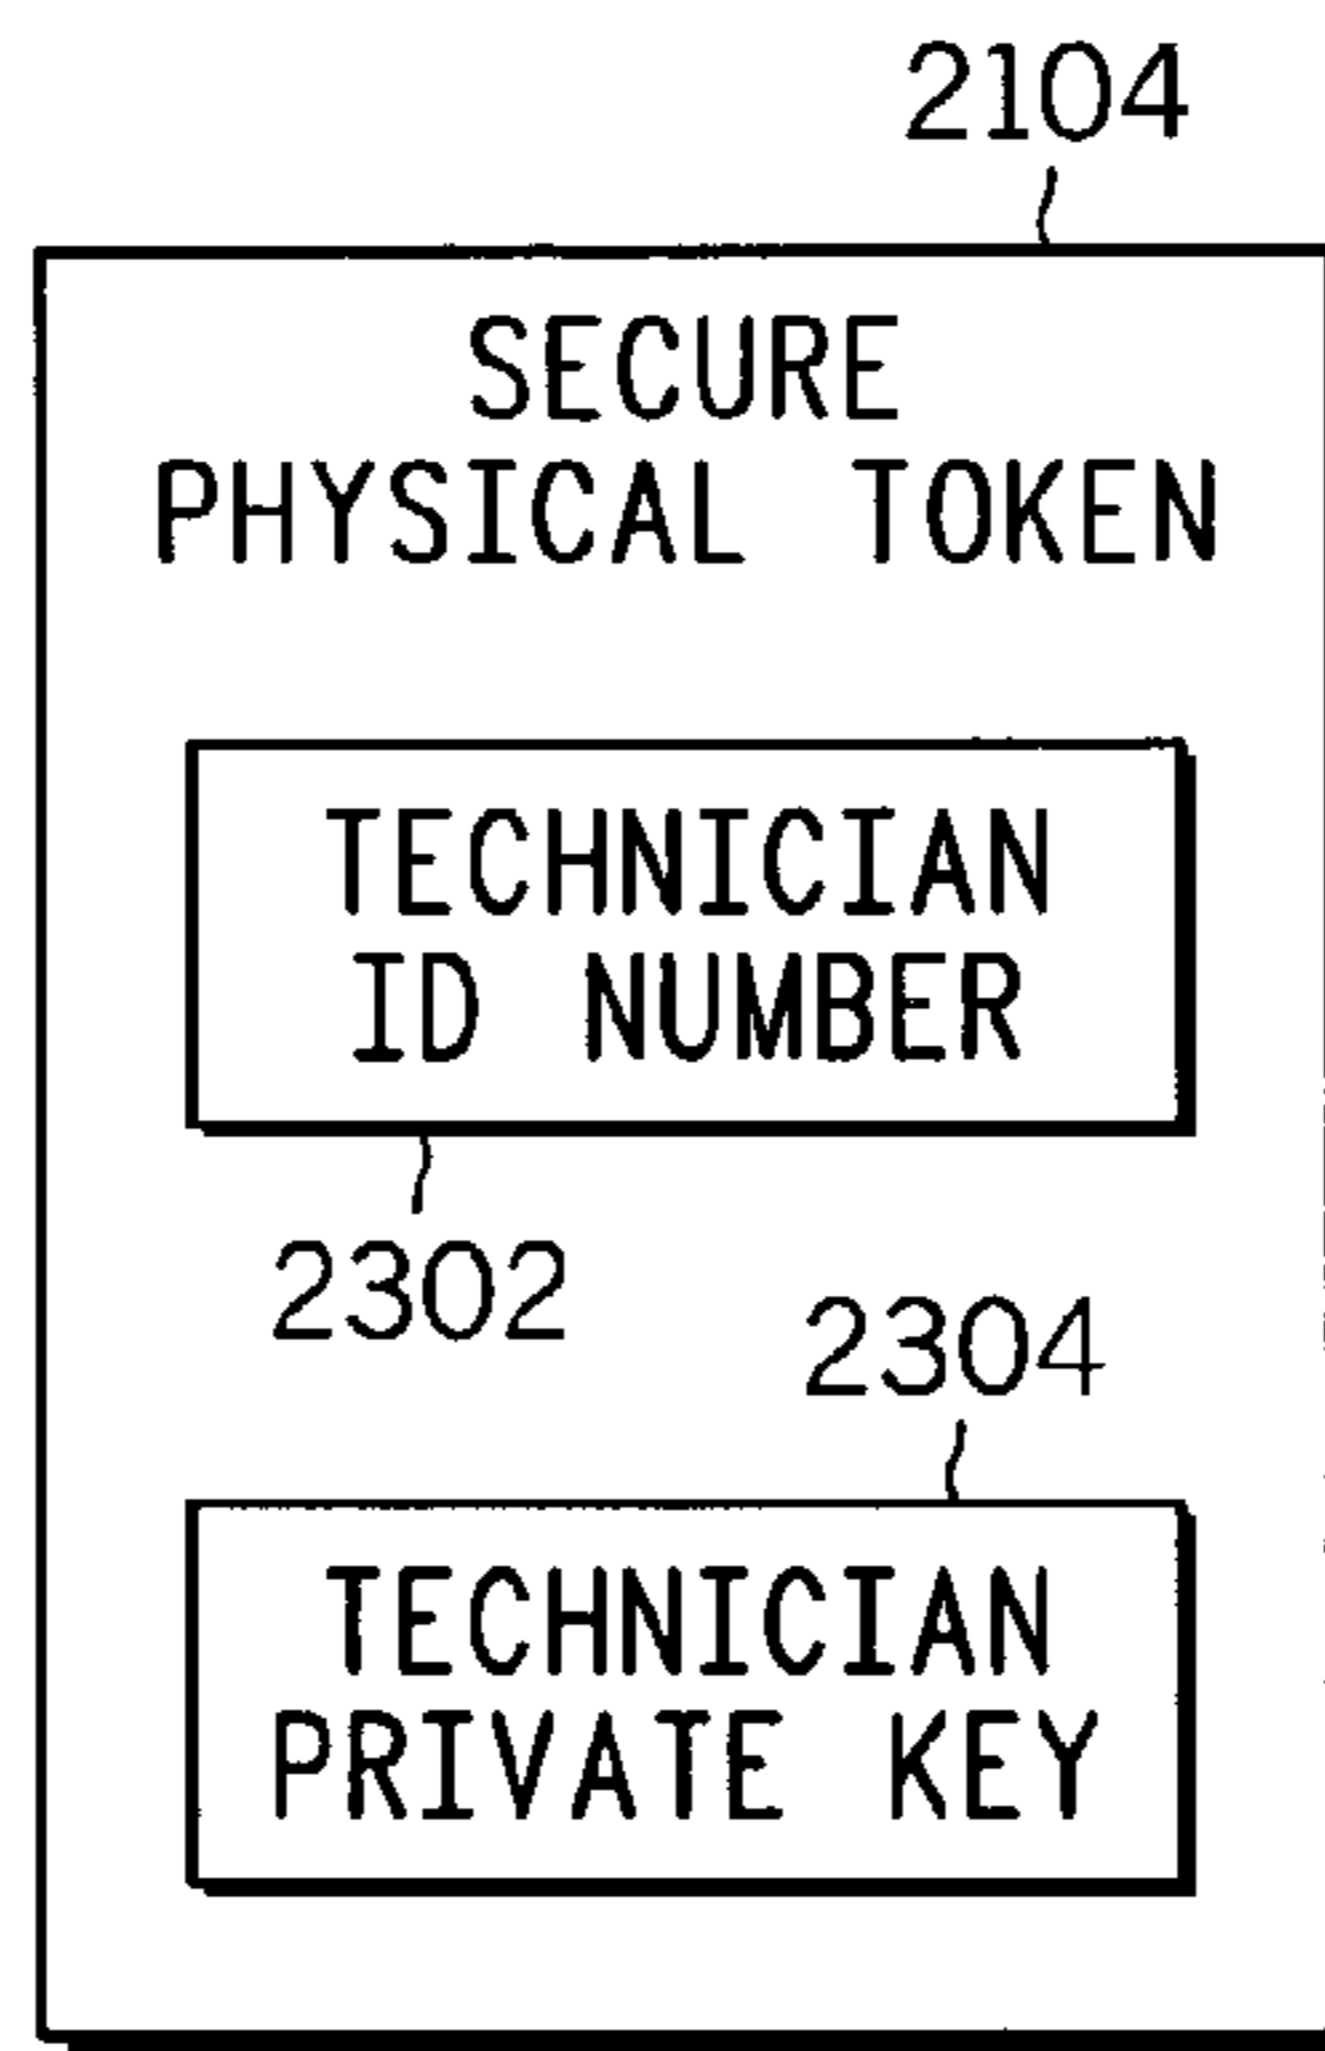 2104
SECURE
PHYSICAL TOKEN
TECHNICIAN
ID NUMBER
2302
2304
TECHNICIAN
PRIVATE KEY